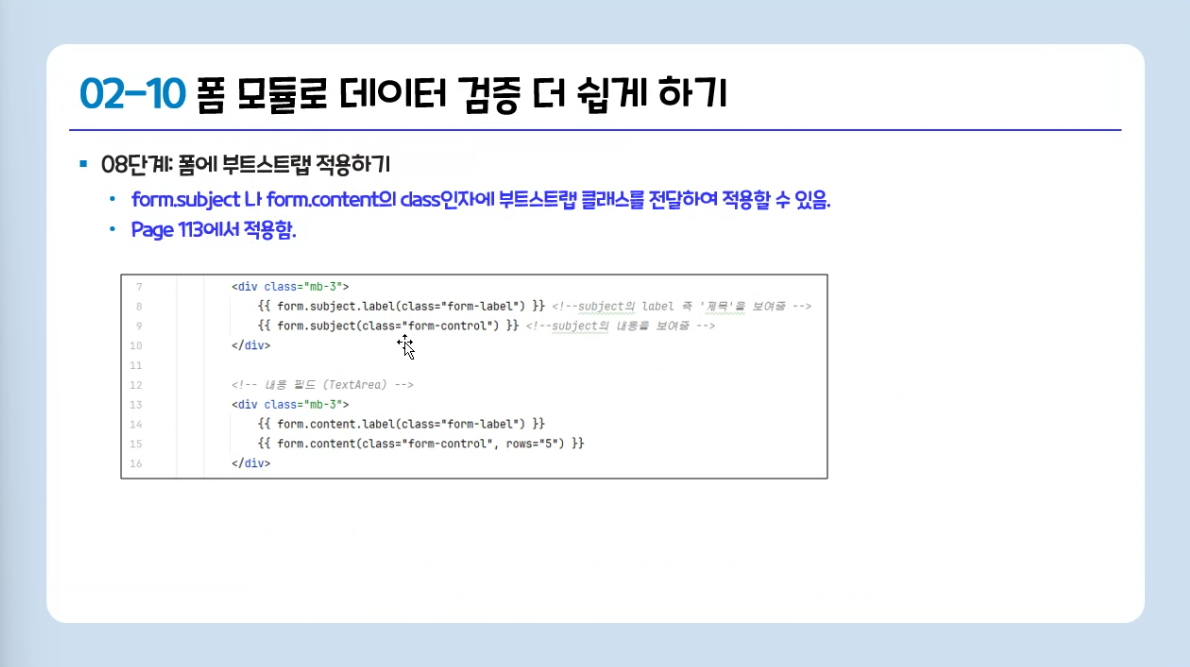 02-10 폼 모듈로 데이터 검증 더 쉽게 하기
08단계: 폼에 부트스트랩 적용하기
form.subject 나 form.content의 class인자에 부트스트랩 클래스를 전달하여 적용할 수 있음.
Page 113에서 적용함.
7 <div class="mb-3">
8 {{ form.subject.label(class="form-label") }} <!--subject의 label 즉 '제목'을 보여줌 -->
9 {{ form.subject(class="form-control") }} <!--subject의 내용을 보여줌 -->
10 </div>
11
12 <!-- 내용 필드 (TextArea) -->
13 <div class="mb-3">
14 {{ form.content.label(class="form-label") }}
15 {{ form.content(class="form-control", rows="5") }}
16 </div>